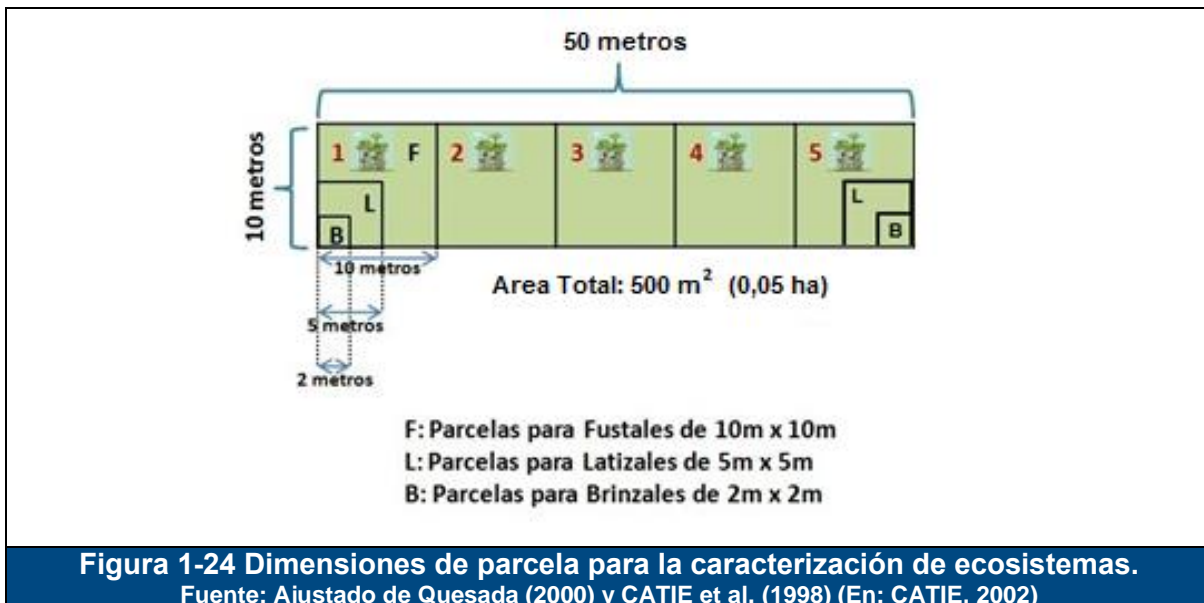 50 metros
10 metros
1 F 2 3 4 5
L L
B B
10 metros
Area Total: 500 m² (0,05 ha)
5 metros
2 metros
F: Parcelas para Fustales de 10m x 10m
L: Parcelas para Latizales de 5m x 5m
B: Parcelas para Brinzales de 2m x 2m
Figura 1-24 Dimensiones de parcela para la caracterización de ecosistemas.
Fuente: Ajustado de Quesada (2000) y CATIE et al. (1998) (En: CATIE, 2002)